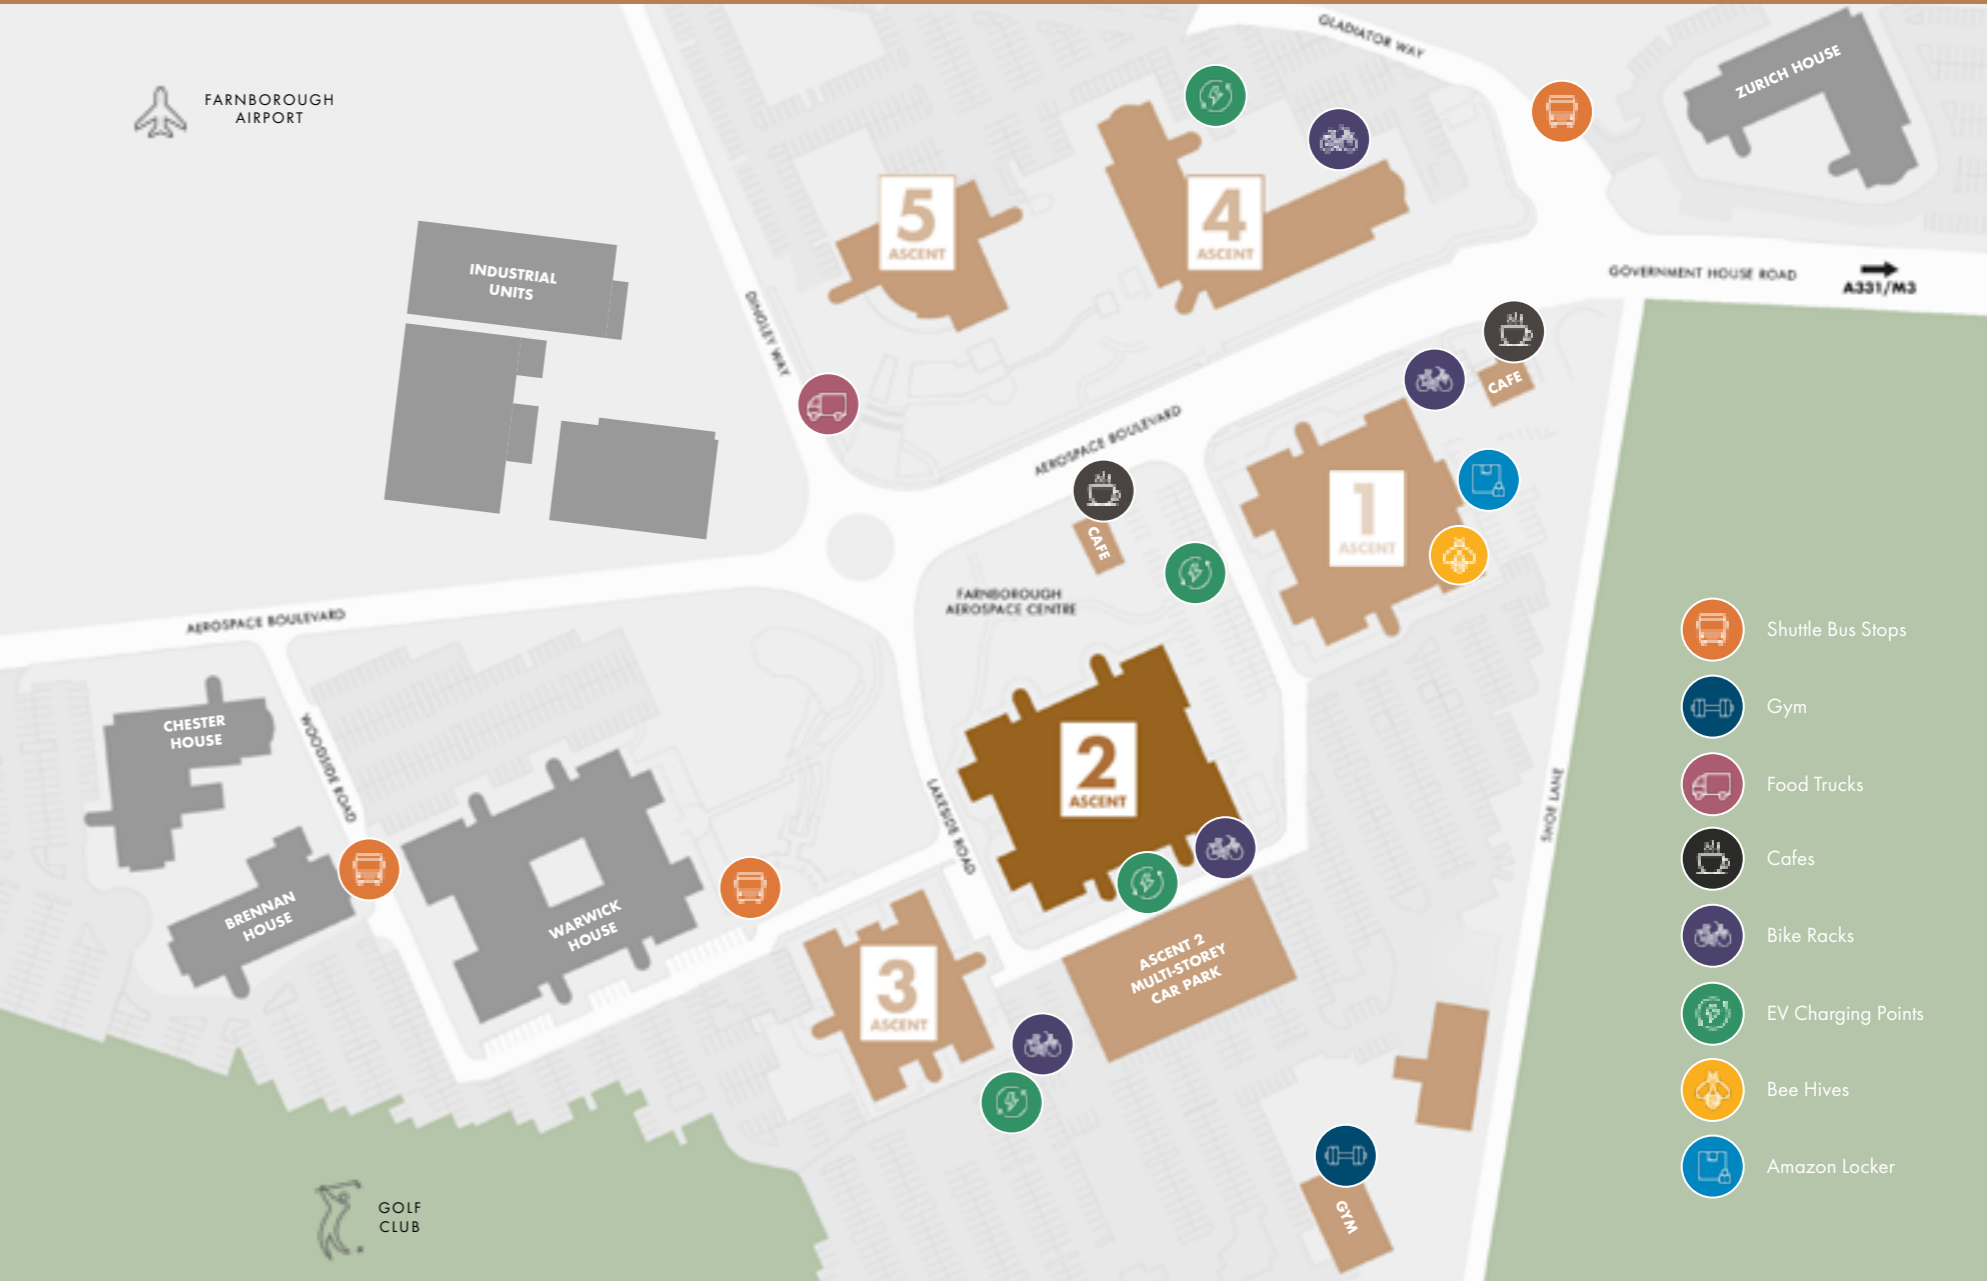 GLADIATOR WAY
ZURICH HOUSE
FARNBOROUGH
AIRPORT
5
ASCENT
4
ASCENT
INDUSTRIAL
UNITS
GOVERNMENT HOUSE ROAD
A331/M3
DINGLEY WAY
CAFE
AEROSPACE BOULEVARD
1
ASCENT
CAFE
FARNBOROUGH
AEROSPACE CENTRE
AEROSPACE BOULEVARD
Shuttle Bus Stops
Gym
Food Trucks
Cafes
Bike Racks
EV Charging Points
Bee Hives
Amazon Locker
CHESTER
HOUSE
WOODSIDE ROAD
2
ASCENT
LAKESIDE ROAD
SHOE LANE
BRENNAN
HOUSE
WARWICK
HOUSE
ASCENT 2
MULTI-STOREY
CAR PARK
3
ASCENT
GYM
GOLF
CLUB